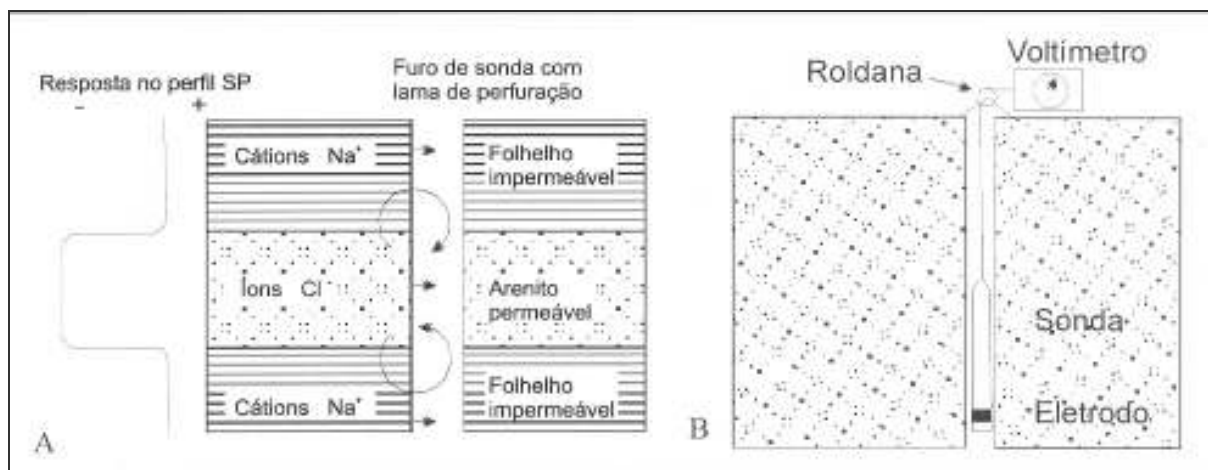 Resposta no perfil SP
- +
Furo de sonda com
lama de perfuração
Cátions Na+
Folhelho
impermeável
Íons Cl-
Arenito
permeável
Cátions Na+
Folhelho
impermeável
A
Voltímetro
Roldana
Sonda
Eletrodo
B